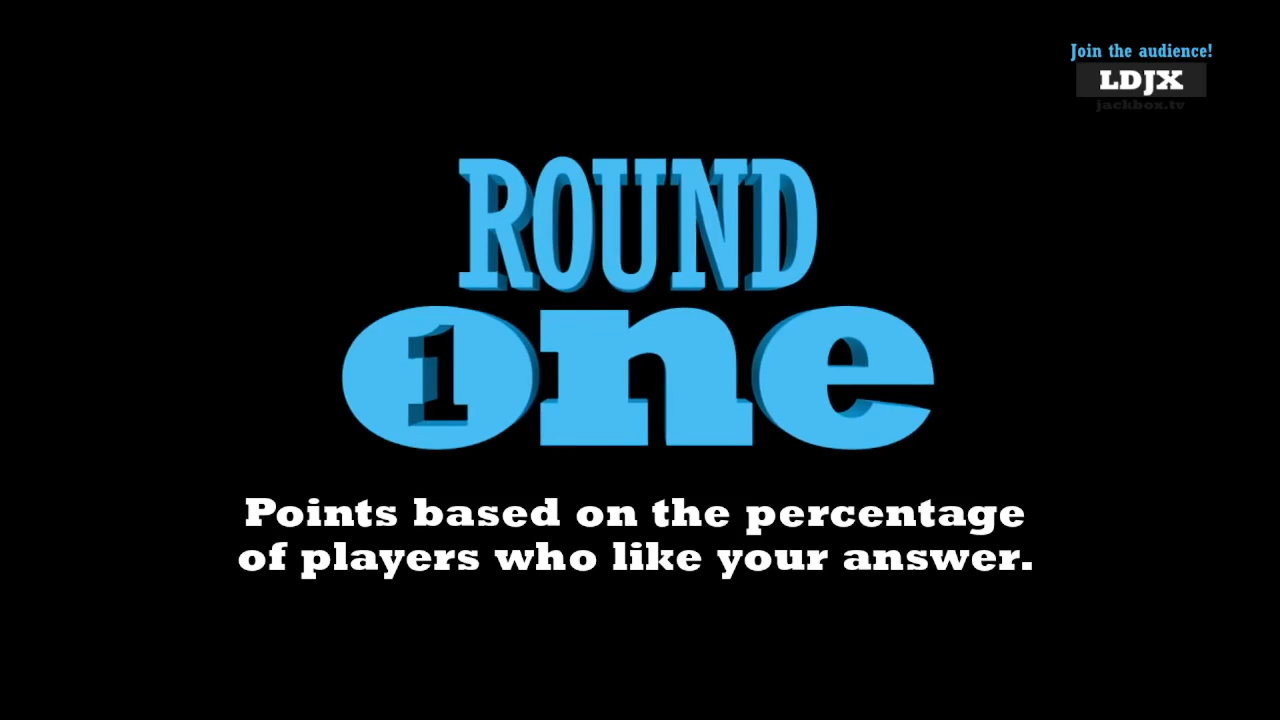 Join the audience!
LDJX
jackbox.tv
ROUND
One
1
Points based on the percentage
of players who like your answer.